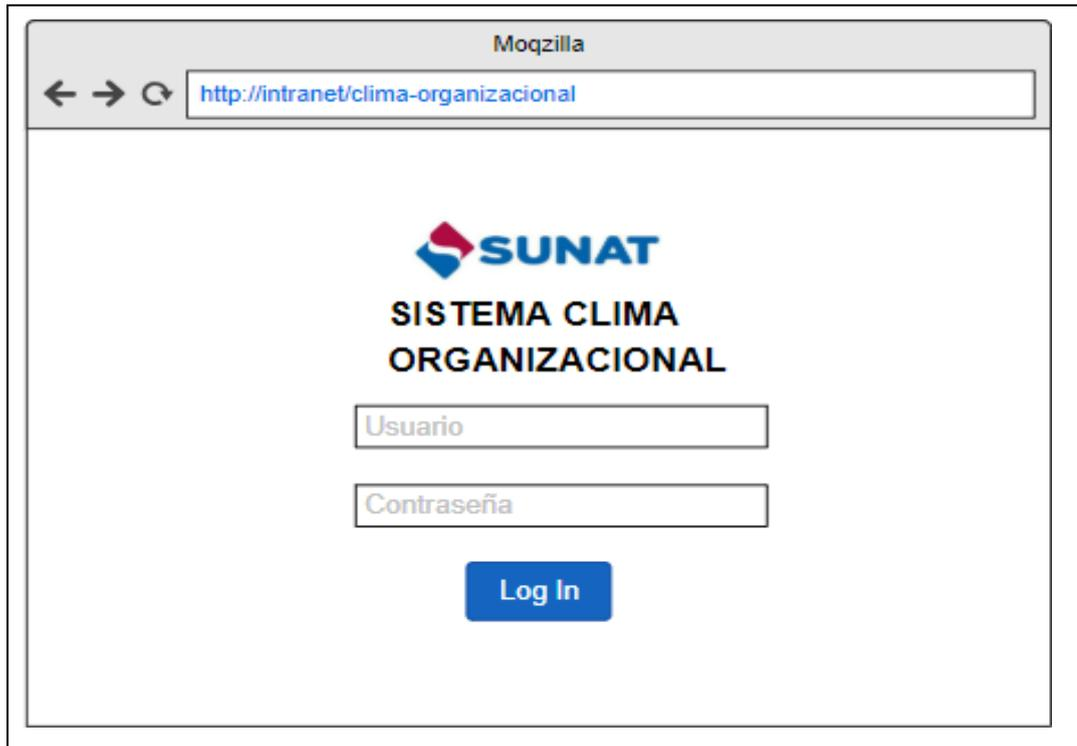 Moqzilla
http://intranet/clima-organizacional
SUNAT
SISTEMA CLIMA
ORGANIZACIONAL
Usuario
Contraseña
Log In